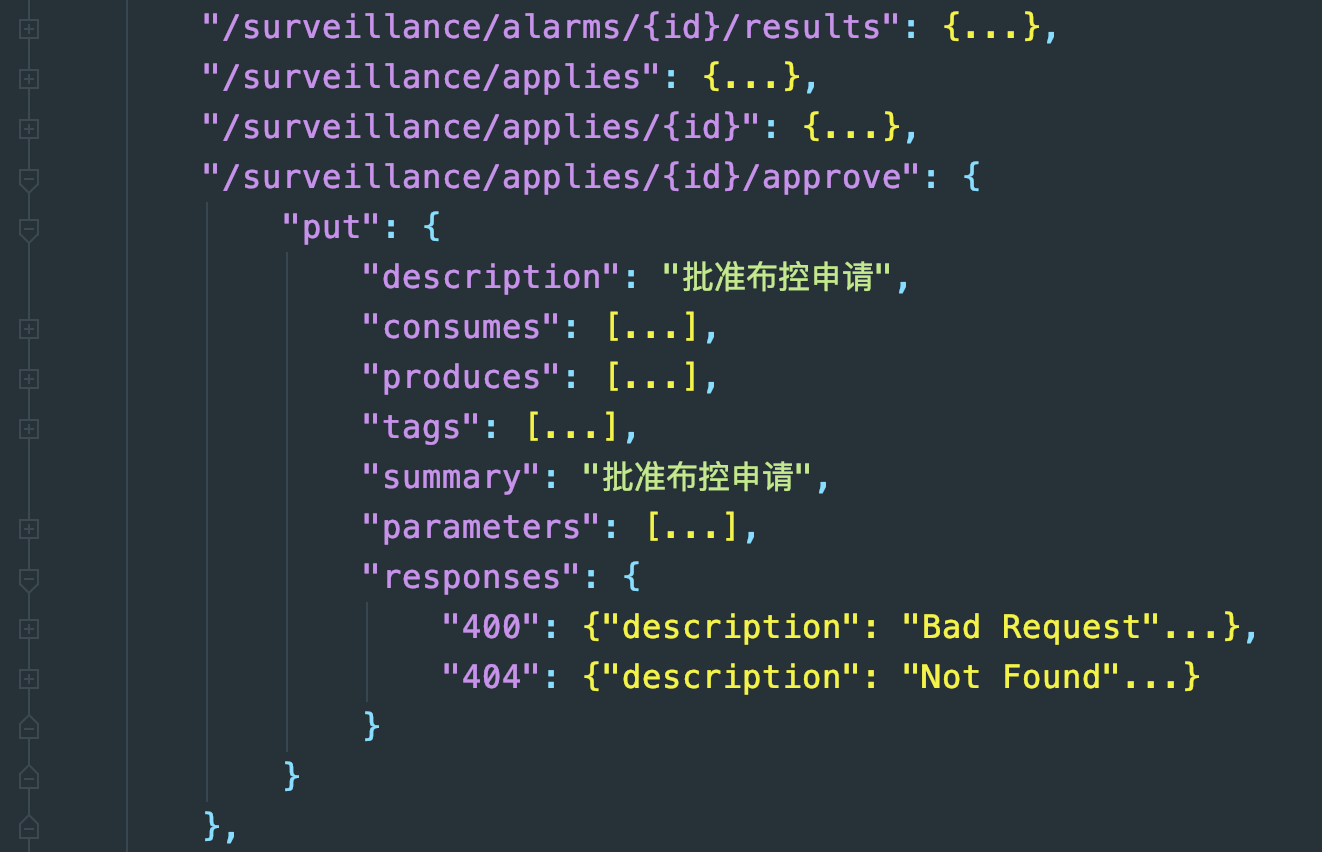 "/surveillance/alarms/{id}/results": {...},
"/surveillance/applies": {...},
"/surveillance/applies/{id}": {...},
"/surveillance/applies/{id}/approve": {
"put": {
"description": "批准布控申请",
"consumes": [...],
"produces": [...],
"tags": [...],
"summary": "批准布控申请",
"parameters": [...],
"responses": {
"400": {"description": "Bad Request"...},
"404": {"description": "Not Found"...}
}
}
},